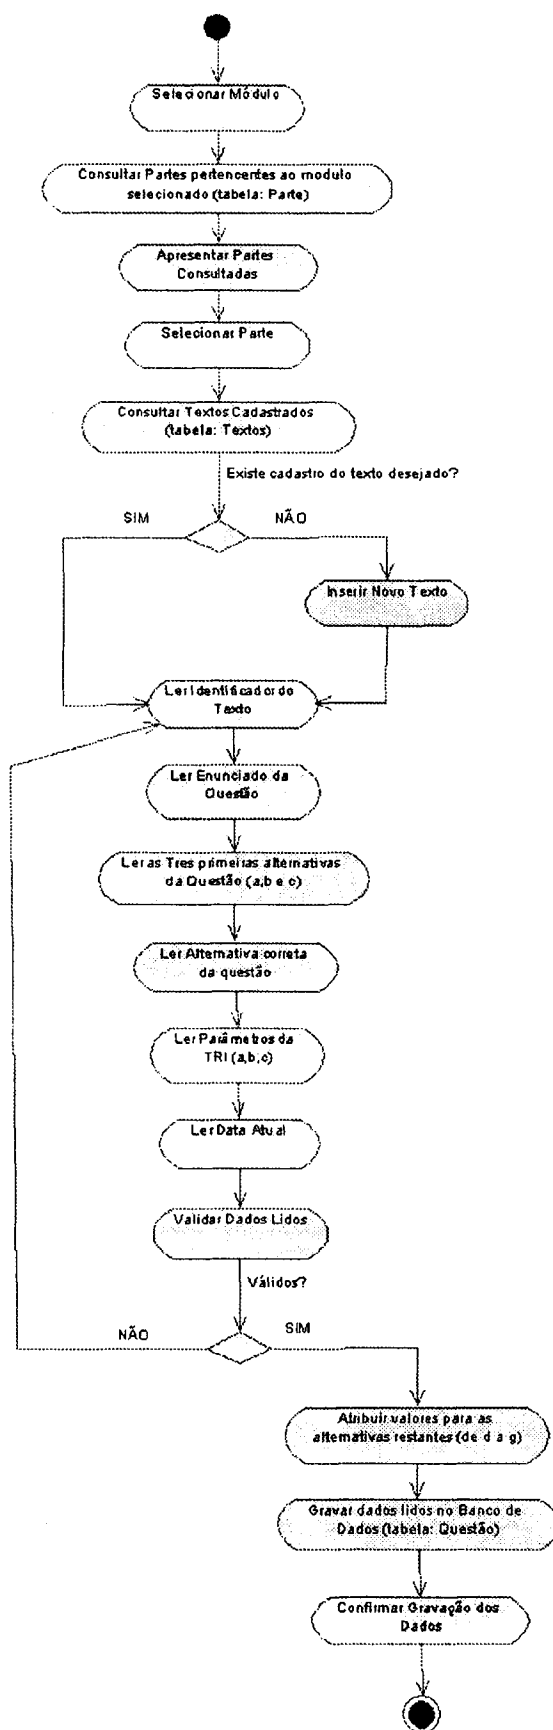 Selecionar Módulo
Consultar Partes pertencentes ao modulo
selecionado (tabela: Parte)
Apresentar Partes
Consultadas
Selecionar Parte
Consultar Textos Cadastrados
(tabela: Textos)
Existe cadastro do texto desejado?
SIM
NÃO
Inserir Novo Texto
Ler Identificador do
Texto
Ler Enunciado da
Questão
Ler as Tres primeiras alternativas
da Questão (a,b e c)
Ler Alternativa correta
da questão
Ler Parâmetros da
TRI (a,b,c)
Ler Data Atual
Validar Dados Lidos
Válidos?
NÃO
SIM
Atribuir valores para as
alternativas restantes (de d a g)
Gravar dados lidos no Banco de
Dados (tabela: Questão)
Confirmar Gravação dos
Dados